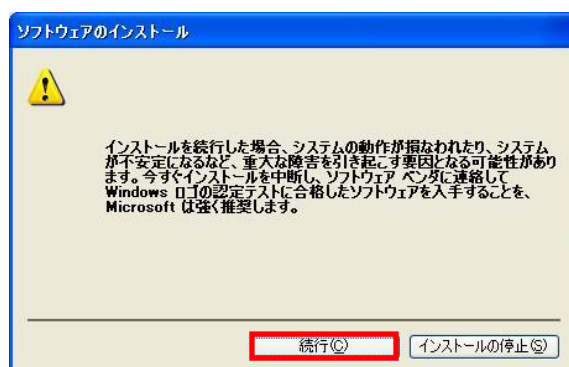 ソフトウェアのインストール
インストールを続行した場合、システムの動作が損なわれたり、システム
が不安定になるなど、重大な障害を引き起こす要因となる可能性があり
ます。今すぐインストールを中断し、ソフトウェア ベンダに連絡して
Windows ロゴの認定テストに合格したソフトウェアを入手することを、
Microsoft は強く推奨します。
続行(C)
インストールの停止(S)